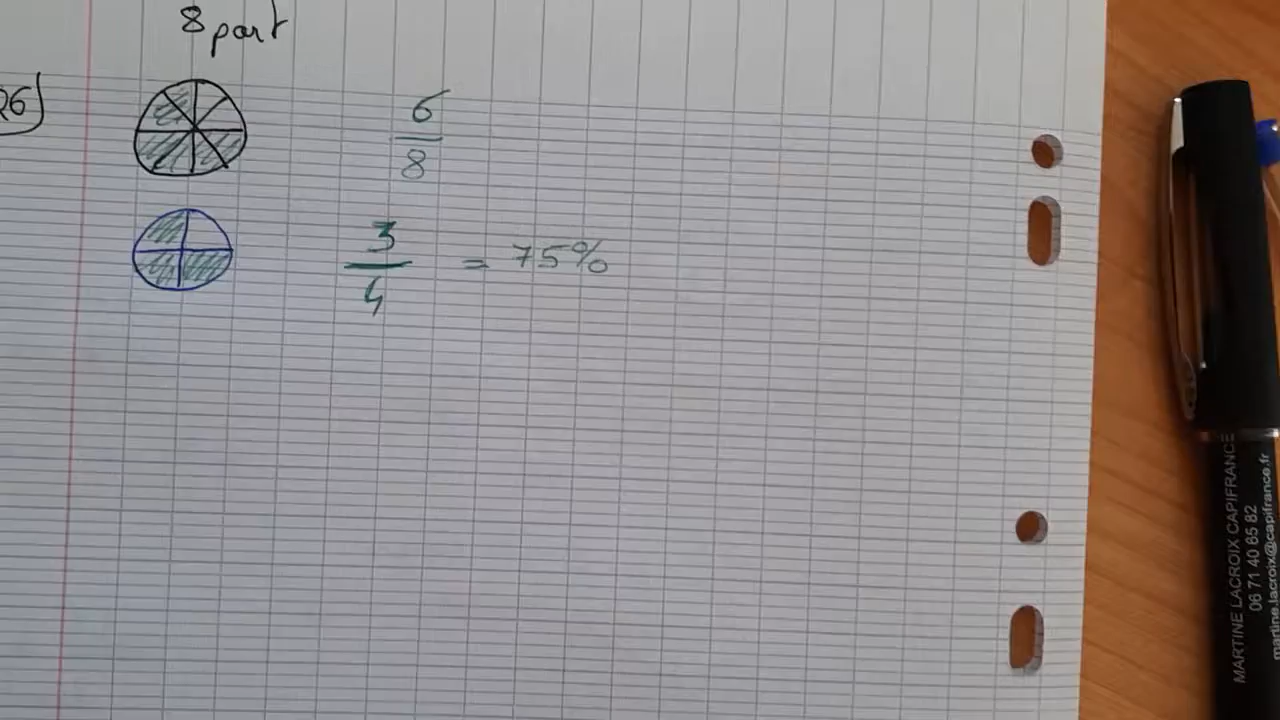 8 part
26)
6
8
3
4
= 75%
MARTINE LACROIX CAPIFRANCE
06 71 40 65 82
martine.lacroix@capifrance.fr